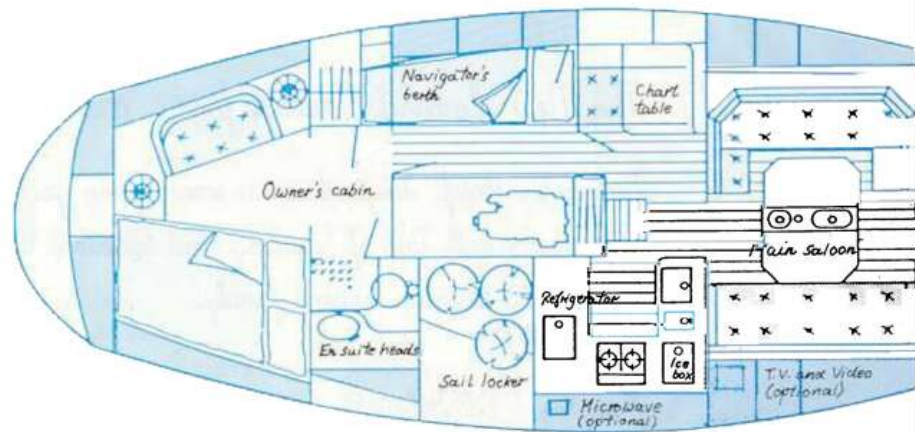 Navigator's
berth
Chart
table
Owner's cabin
Main saloon
Refrigerator
En suite heads
Sail locker
Ice
box
T.V. and Video
(optional)
Microwave
(optional)